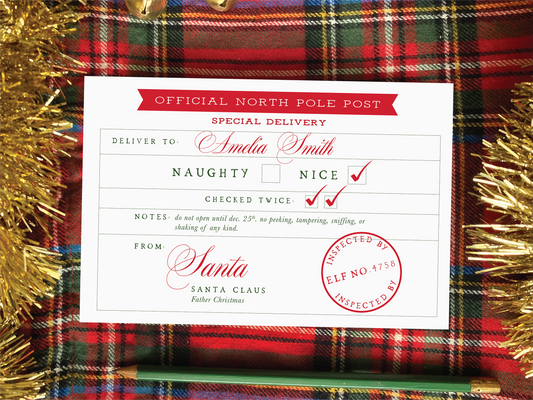 OFFICIAL NORTH POLE POST
SPECIAL DELIVERY
DELIVER TO: Amelia Smith
NAUGHTY NICE
CHECKED TWICE:
NOTES: do not open until dec. 25th. no peeking, tampering, sniffing, or
shaking of any kind.
FROM:
Santa
SANTA CLAUS
Father Christmas
INSPECTED BY
ELF NO. 4758
INSPECTED BY